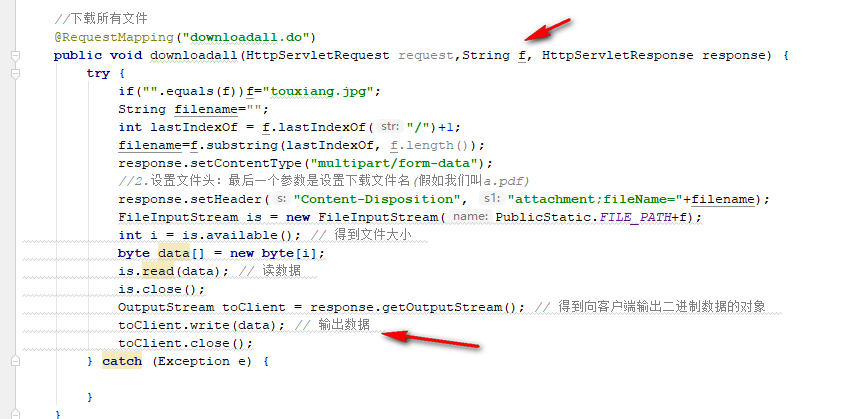 //下载所有文件
@RequestMapping("downloadall.do")
public void downloadall(HttpServletRequest request,String f, HttpServletResponse response) {
try {
if("".equals(f))f="touxiang.jpg";
String filename="";
int lastIndexOf = f.lastIndexOf( str: "/")+1;
filename=f.substring(lastIndexOf, f.length());
response.setContentType("multipart/form-data");
//2.设置文件头：最后一个参数是设置下载文件名(假如我们叫a.pdf)
response.setHeader( s: "Content-Disposition", s1: "attachment;fileName="+filename);
FileInputStream is = new FileInputStream( name: PublicStatic.FILE_PATH+f);
int i = is.available(); // 得到文件大小
byte data[] = new byte[i];
is.read(data); // 读数据
is.close();
OutputStream toClient = response.getOutputStream(); // 得到向客户端输出二进制数据的对象
toClient.write(data); // 输出数据
toClient.close();
} catch (Exception e) {
}
}